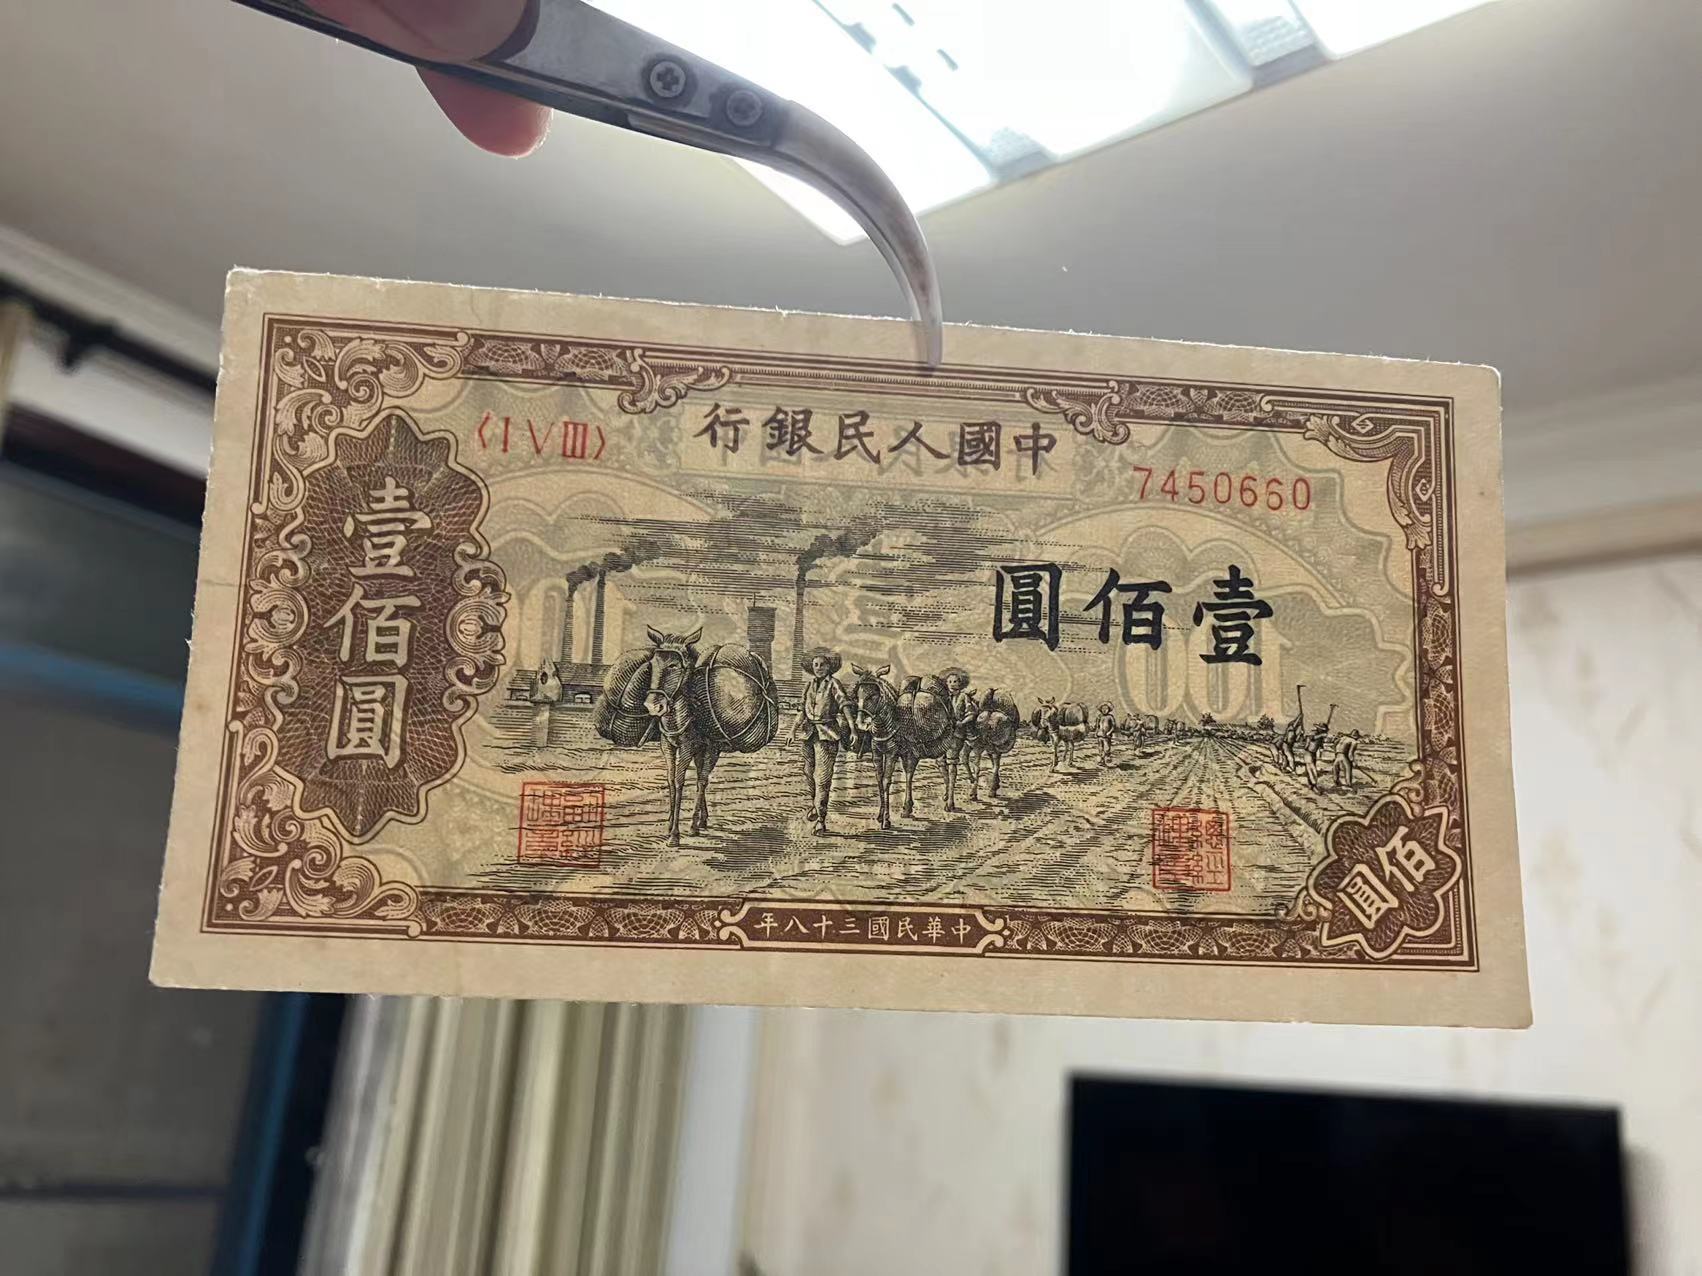 中國人民銀行
〈I V III〉
7450660
壹佰圓
壹佰圓
佰圓
中華民國三十八年